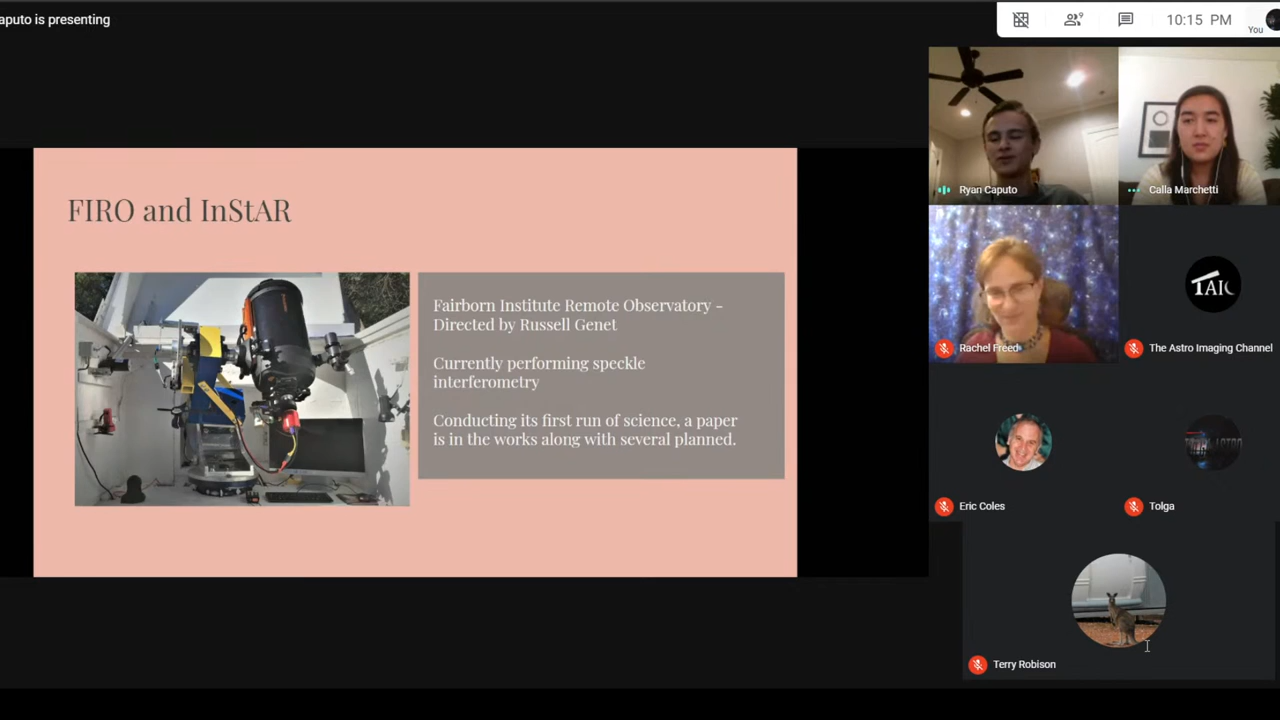 aputo is presenting
9
10:15 PM
You
FIRO and InStAR
Fairborn Institute Remote Observatory -
Directed by Russell Genet
Currently performing speckle
interferometry
Conducting its first run of science, a paper
is in the works along with several planned.
Ryan Caputo
Calla Marchetti
Rachel Freed
TAIC
The Astro Imaging Channel
Eric Coles
Tolga
Terry Robison